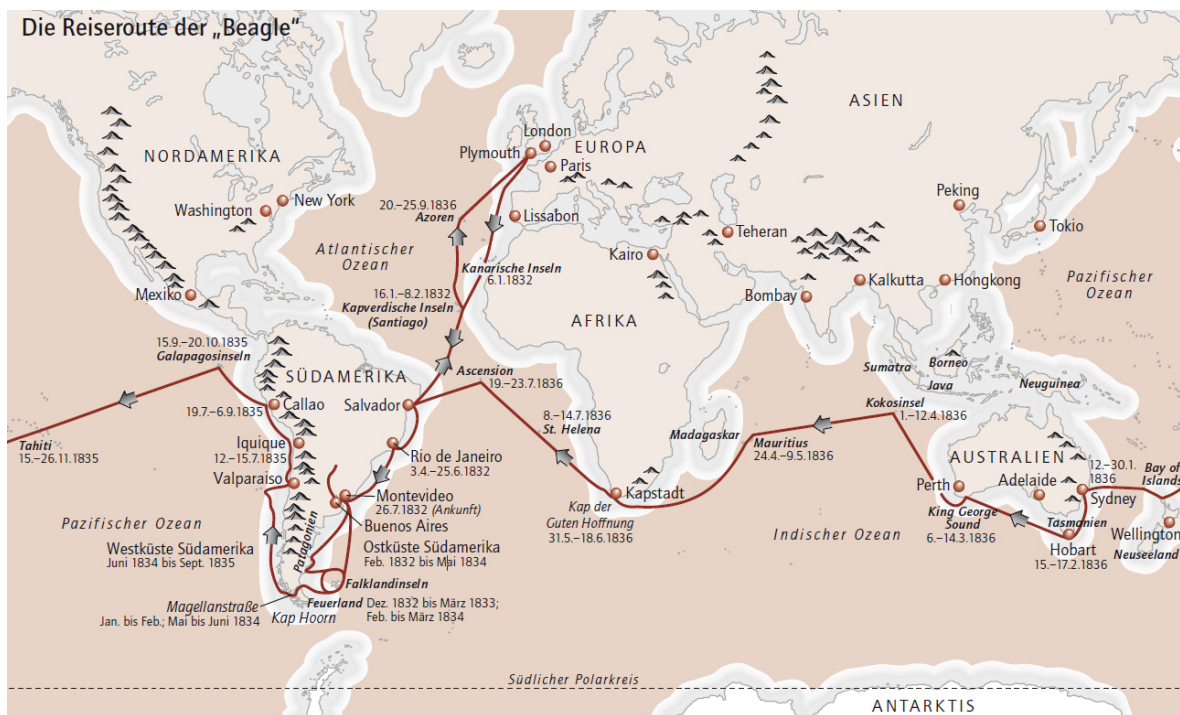 Die Reiseroute der „Beagle“
NORDAMERIKA
Washington
New York
Mexiko
Atlantischer
Ozean
20.–25.9.1836
Azoren
London
Plymouth
Paris
EUROPA
Lissabon
Kanarische Inseln
6.1.1832
16.1.–8.2.1832
Kapverdische Inseln
(Santiago)
ASIEN
Peking
Tokio
Teheran
Kairo
Bombay
Kalkutta
Hongkong
Pazifischer
Ozean
AFRIKA
15.9.–20.10.1835
Galapagosinseln
SÜDAMERIKA
Callao
19.7.–6.9.1835
Salvador
Ascension
19.–23.7.1836
8.–14.7.1836
St. Helena
Tahiti
15.–26.11.1835
Iquique
12.–15.7.1835
Valparaiso
Rio de Janeiro
3.4.–25.6.1832
Montevideo
26.7.1832 (Ankunft)
Buenos Aires
Pazifischer Ozean
Westküste Südamerika
Juni 1834 bis Sept. 1835
Patagonien
Ostküste Südamerika
Feb. 1832 bis Mai 1834
Falklandinseln
Magellanstraße
Jan. bis Feb.; Mai bis Juni 1834
Feuerland Dez. 1832 bis März 1833;
Feb. bis März 1834
Kap Hoorn
Kapstadt
Kap der
Guten Hoffnung
31.5.–18.6.1836
Madagaskar
Mauritius
24.4.–9.5.1836
Indischer Ozean
Sumatra
Borneo
Java
Neuguinea
Kokosinsel
1.–12.4.1836
AUSTRALIEN
Perth
Adelaide
12.–30.1.
1836
Sydney
Bay of
Islands
King George
Sound
6.–14.3.1836
Tasmanien
Hobart
15.–17.2.1836
Wellington
Neuseeland
Südlicher Polarkreis
ANTARKTIS